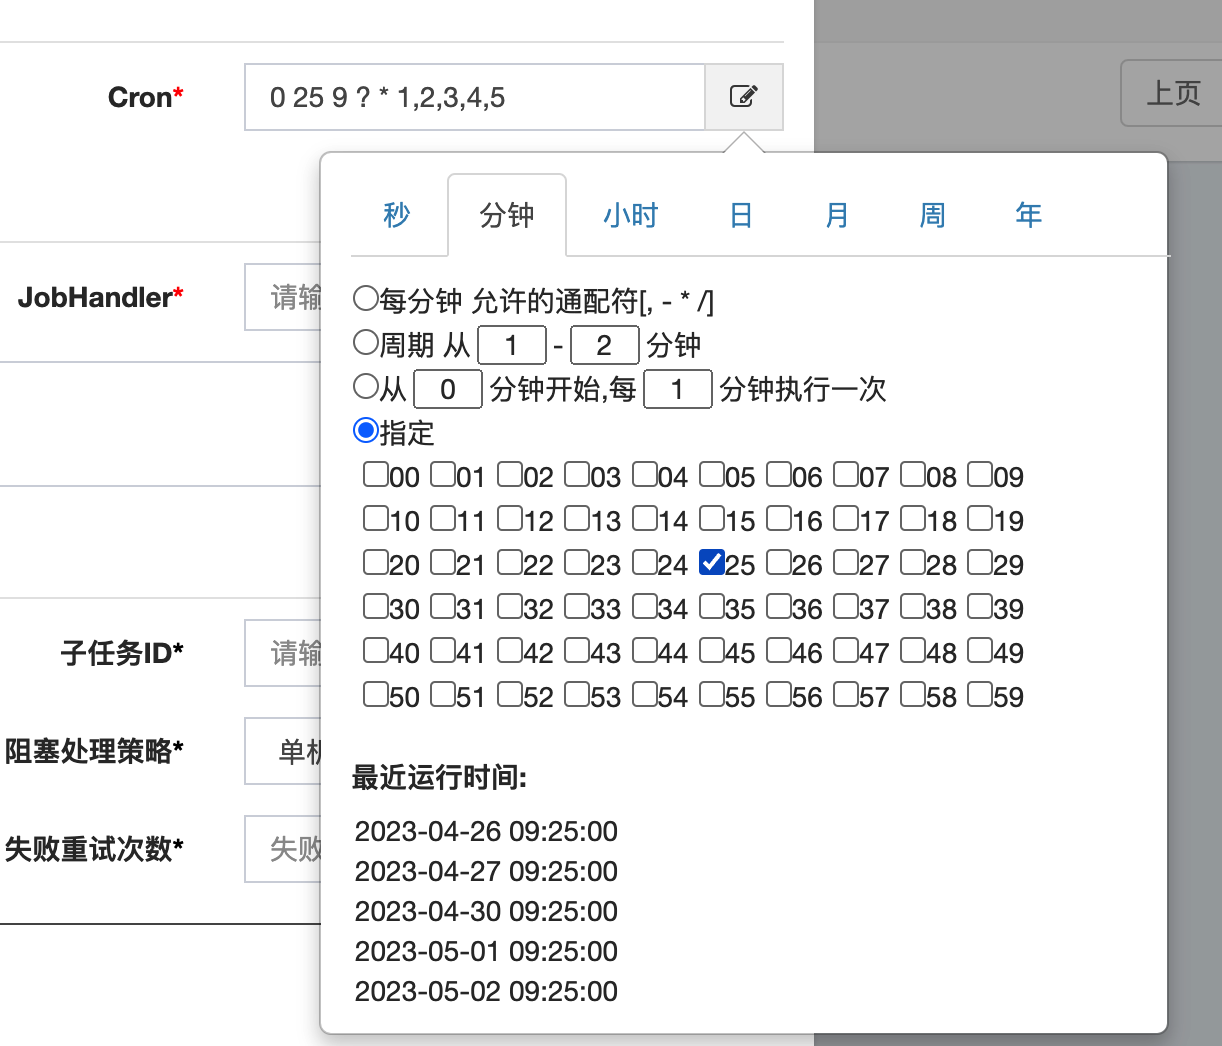 上页
Cron* 0 25 9 ? * 1,2,3,4,5
秒 分钟 小时 日 月 周 年
JobHandler* 请输
每分钟 允许的通配符[, - * /]
周期 从 1 - 2 分钟
从 0 分钟开始,每 1 分钟执行一次
指定
00 01 02 03 04 05 06 07 08 09
10 11 12 13 14 15 16 17 18 19
20 21 22 23 24 25 26 27 28 29
30 31 32 33 34 35 36 37 38 39
子任务ID* 请输
40 41 42 43 44 45 46 47 48 49
50 51 52 53 54 55 56 57 58 59
阻塞处理策略* 单机
最近运行时间:
失败重试次数* 失败
2023-04-26 09:25:00
2023-04-27 09:25:00
2023-04-30 09:25:00
2023-05-01 09:25:00
2023-05-02 09:25:00